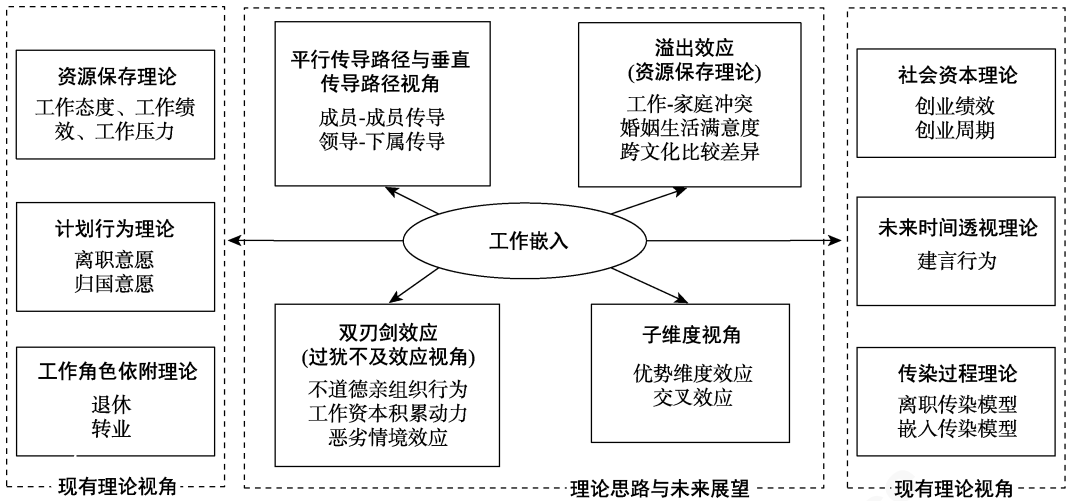 资源保存理论
工作态度、工作绩
效、工作压力
计划行为理论
离职意愿
归国意愿
工作角色依附理论
退休
转业
现有理论视角
平行传导路径与垂直
传导路径视角
成员-成员传导
领导-下属传导
溢出效应
(资源保存理论)
工作-家庭冲突
婚姻生活满意度
跨文化比较差异
工作嵌入
双刃剑效应
(过犹不及效应视角)
不道德亲组织行为
工作资本积累动力
恶劣情境效应
子维度视角
优势维度效应
交叉效应
理论思路与未来展望
社会资本理论
创业绩效
创业周期
未来时间透视理论
建言行为
传染过程理论
离职传染模型
嵌入传染模型
现有理论视角